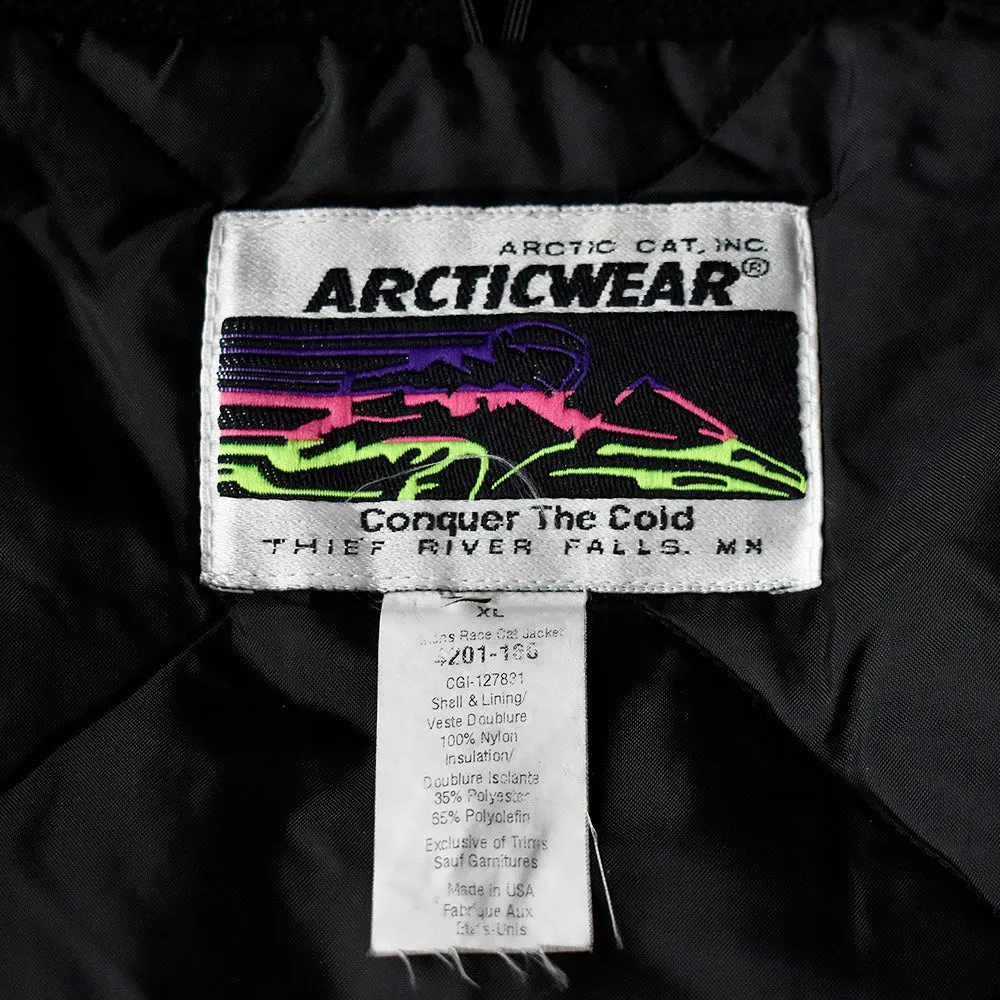 ARCTIC CAT, INC.
ARCTICWEAR®
Conquer The Cold
THIEF RIVER FALLS, MN
XL
Mens Race Cat Jacket
CGI-127831
Shell & Lining/
Veste Doublure
100% Nylon
Insulation/
Doublure Isolante
35% Polyester
65% Polyolefin
Exclusive of Trims
Sauf Garnitures
Made In USA
Fabrique Aux
Etats-Unis